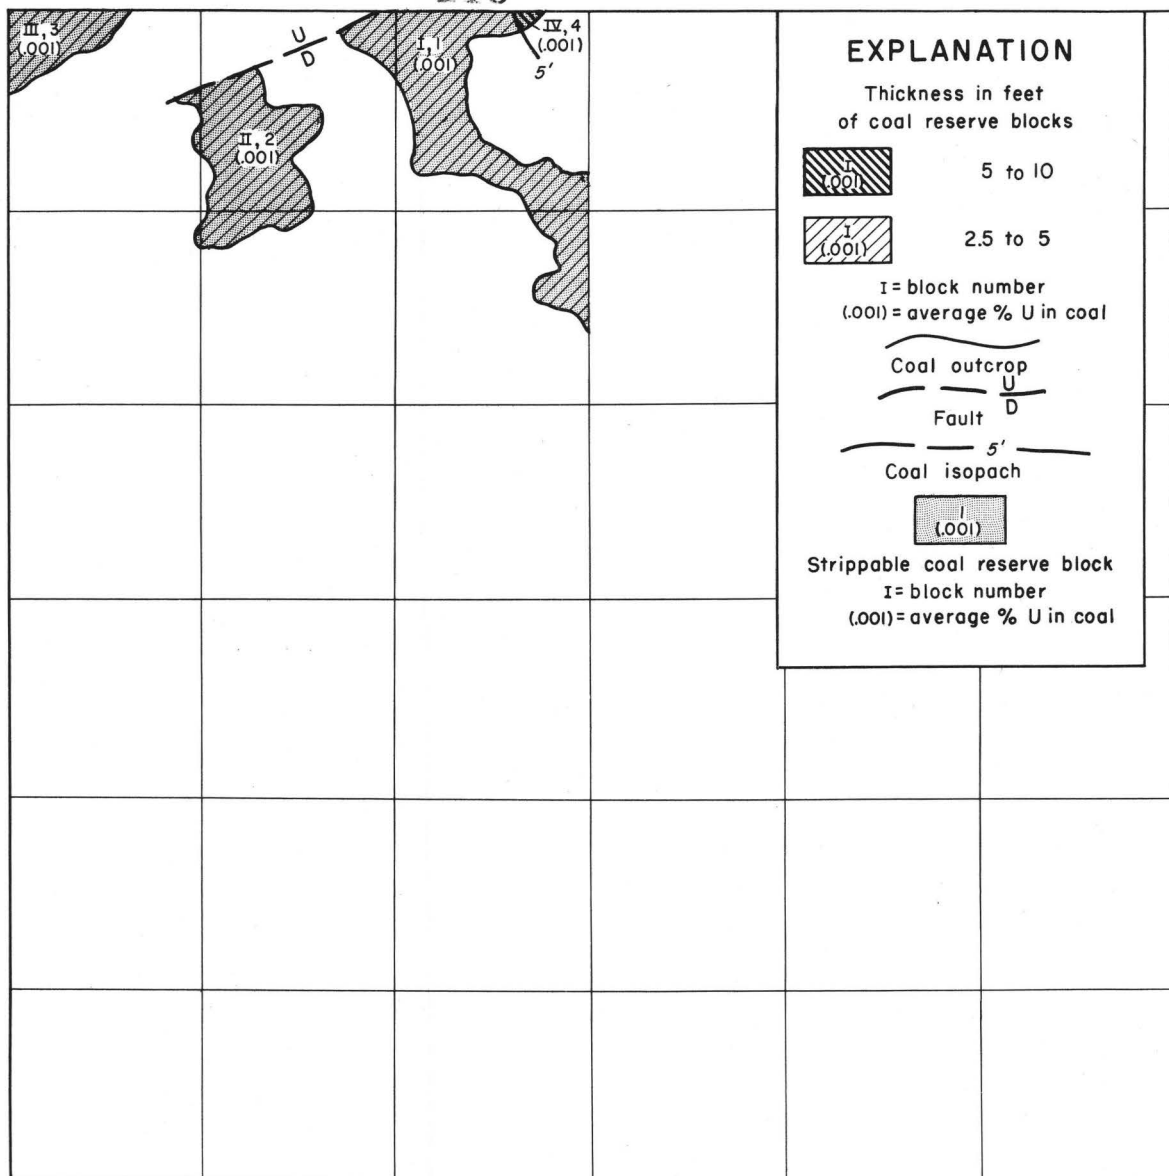 III, 3
(.001)
U
D
I, 1
(.001)
IV, 4
(.001)
5'
II, 2
(.001)
EXPLANATION
Thickness in feet
of coal reserve blocks
I
(.001)
5 to 10
I
(.001)
2.5 to 5
I = block number
(.001) = average % U in coal
Coal outcrop
U
D
Fault
5'
Coal isopach
I
(.001)
Strippable coal reserve block
I = block number
(.001) = average % U in coal